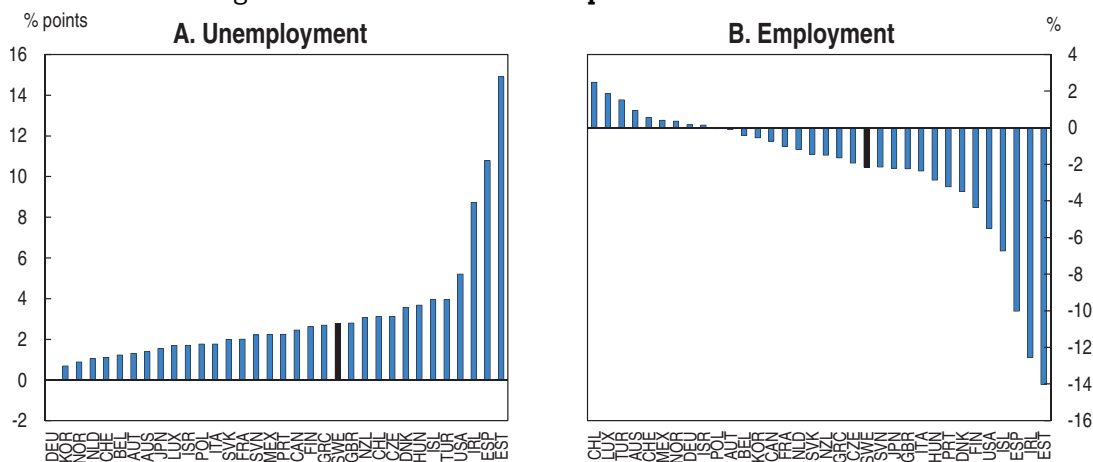 % points
A. Unemployment
16
14
12
10
8
6
4
2
0
-2
DEU
KOR
NOR
NLD
CHE
BEL
AUT
AUS
JPN
LUX
ISR
POL
ITA
SVK
FRA
SVN
MEX
PRT
CAN
FIN
GRC
SWE
GBR
NZL
CHL
CZE
DNK
HUN
ISL
TUR
USA
IRL
ESP
EST
%
B. Employment
4
2
0
-2
-4
-6
-8
-10
-12
-14
-16
CHL
LUX
TUR
AUS
CHE
MEX
NOR
DEU
ISR
POL
AUT
BEL
KOR
CAN
FRA
NLD
SVK
NZL
GRC
CZE
SWE
SVN
JPN
GBR
ITA
HUN
PRT
DNK
FIN
USA
ISL
ESP
IRL
EST